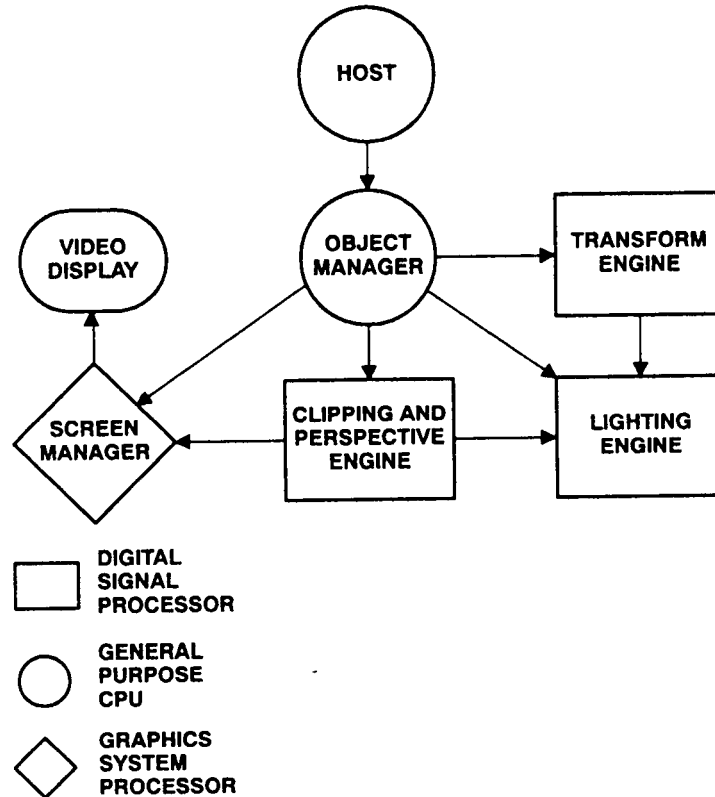 HOST
OBJECT
MANAGER
TRANSFORM
ENGINE
VIDEO
DISPLAY
SCREEN
MANAGER
CLIPPING AND
PERSPECTIVE
ENGINE
LIGHTING
ENGINE
DIGITAL
SIGNAL
PROCESSOR
GENERAL
PURPOSE
CPU
GRAPHICS
SYSTEM
PROCESSOR